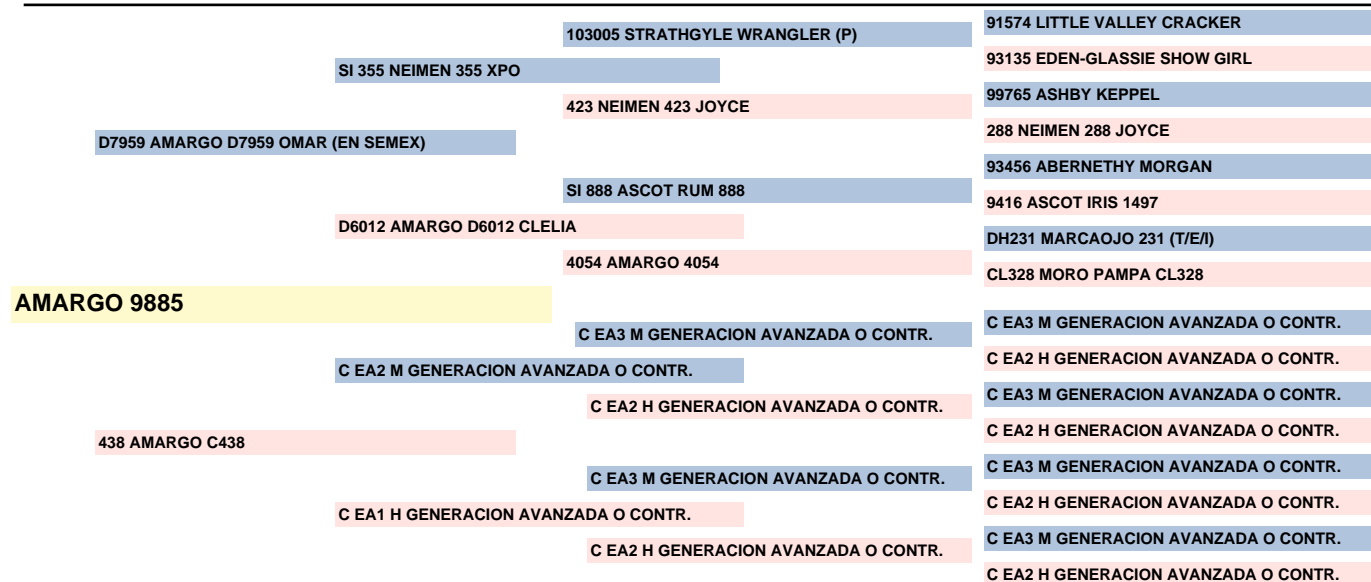 91574 LITTLE VALLEY CRACKER
103005 STRATHGYLE WRANGLER (P)
93135 EDEN-GLASSIE SHOW GIRL
SI 355 NEIMEN 355 XPO
99765 ASHBY KEPPEL
423 NEIMEN 423 JOYCE
288 NEIMEN 288 JOYCE
D7959 AMARGO D7959 OMAR (EN SEMEX)
93456 ABERNETHY MORGAN
SI 888 ASCOT RUM 888
9416 ASCOT IRIS 1497
D6012 AMARGO D6012 CLELIA
DH231 MARCAOJO 231 (T/E/I)
4054 AMARGO 4054
CL328 MORO PAMPA CL328
AMARGO 9885
C EA3 M GENERACION AVANZADA O CONTR.
C EA3 M GENERACION AVANZADA O CONTR.
C EA2 H GENERACION AVANZADA O CONTR.
C EA2 M GENERACION AVANZADA O CONTR.
C EA3 M GENERACION AVANZADA O CONTR.
C EA2 H GENERACION AVANZADA O CONTR.
C EA2 H GENERACION AVANZADA O CONTR.
438 AMARGO C438
C EA3 M GENERACION AVANZADA O CONTR.
C EA3 M GENERACION AVANZADA O CONTR.
C EA2 H GENERACION AVANZADA O CONTR.
C EA1 H GENERACION AVANZADA O CONTR.
C EA3 M GENERACION AVANZADA O CONTR.
C EA2 H GENERACION AVANZADA O CONTR.
C EA2 H GENERACION AVANZADA O CONTR.